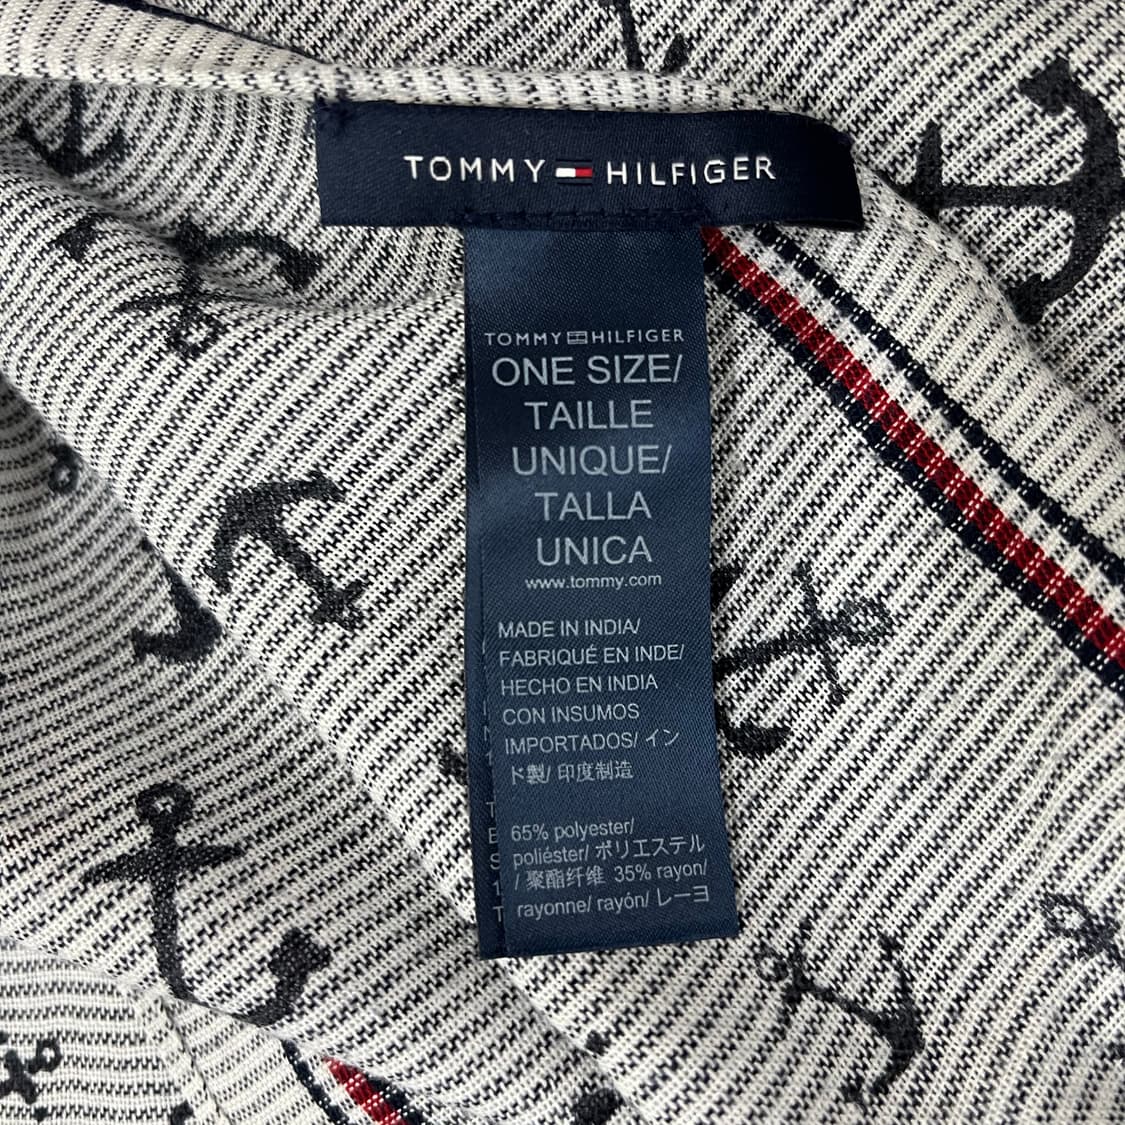 TOMMY HILFIGER
TOMMY HILFIGER
ONE SIZE/
TAILLE
UNIQUE/
TALLA
UNICA
www.tommy.com
MADE IN INDIA/
FABRIQUÉ EN INDE/
HECHO EN INDIA
CON INSUMOS
IMPORTADOS/ イン
ド製/ 印度制造
65% polyester/
poliéster/ ポリエステル
/ 聚酯纤维 35% rayon/
rayonne/ rayón/ レーヨ